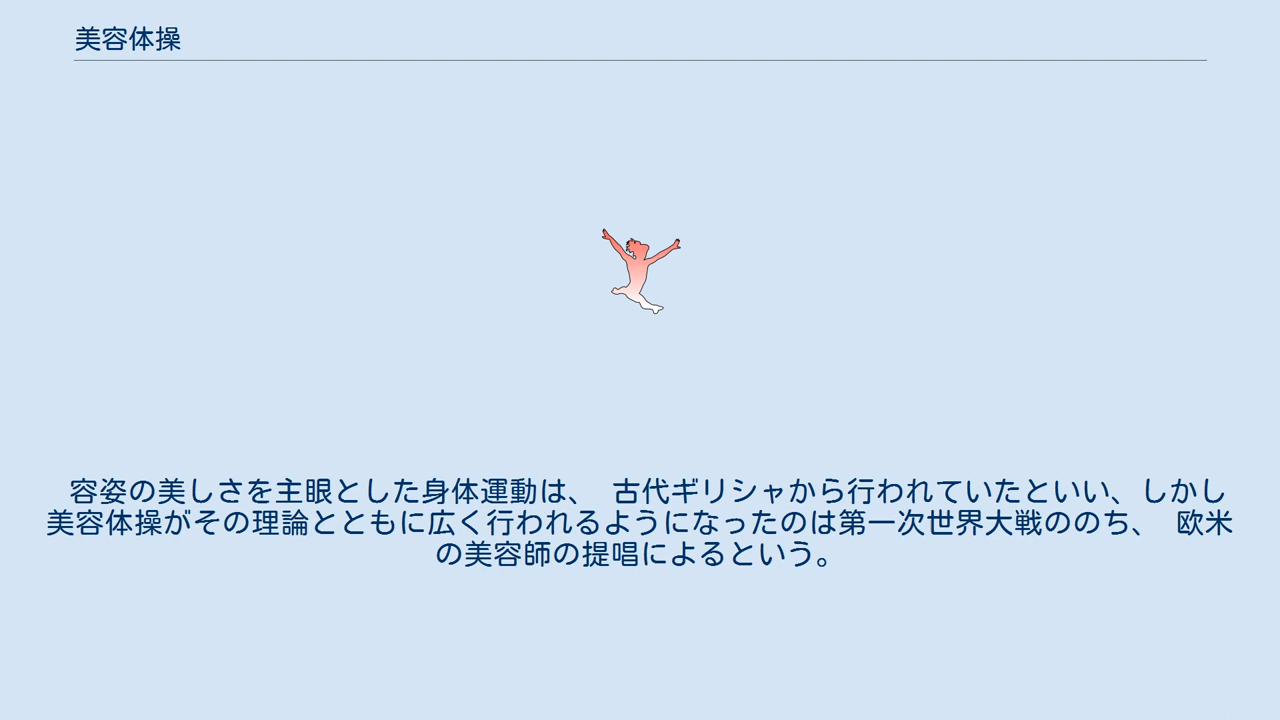 美容体操
容姿の美しさを主眼とした身体運動は、 古代ギリシャから行われていたといい、しかし
美容体操がその理論とともに広く行われるようになったのは第一次世界大戦ののち、 欧米
の美容師の提唱によるという。